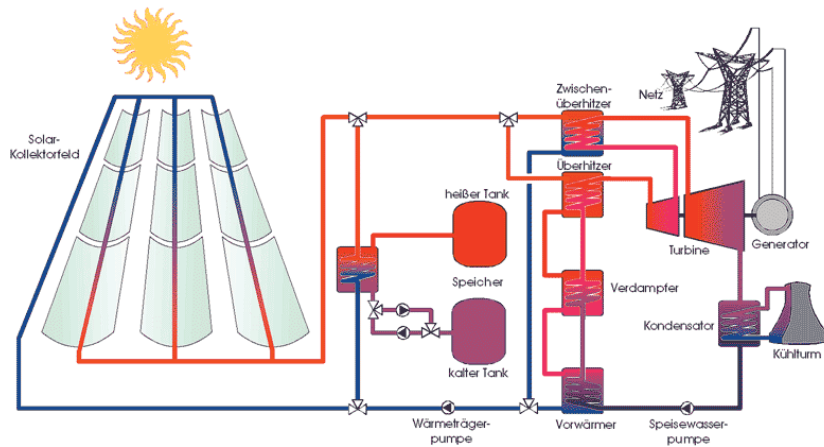 Solar-
Kollektorfeld
Zwischen-
überhitzer
Netz
Überhitzer
heißer Tank
Speicher
kalter Tank
Turbine
Generator
Verdampfer
Kondensator
Kühlturm
Wärmeträger-
pumpe
Vorwärmer
Speisewasser-
pumpe